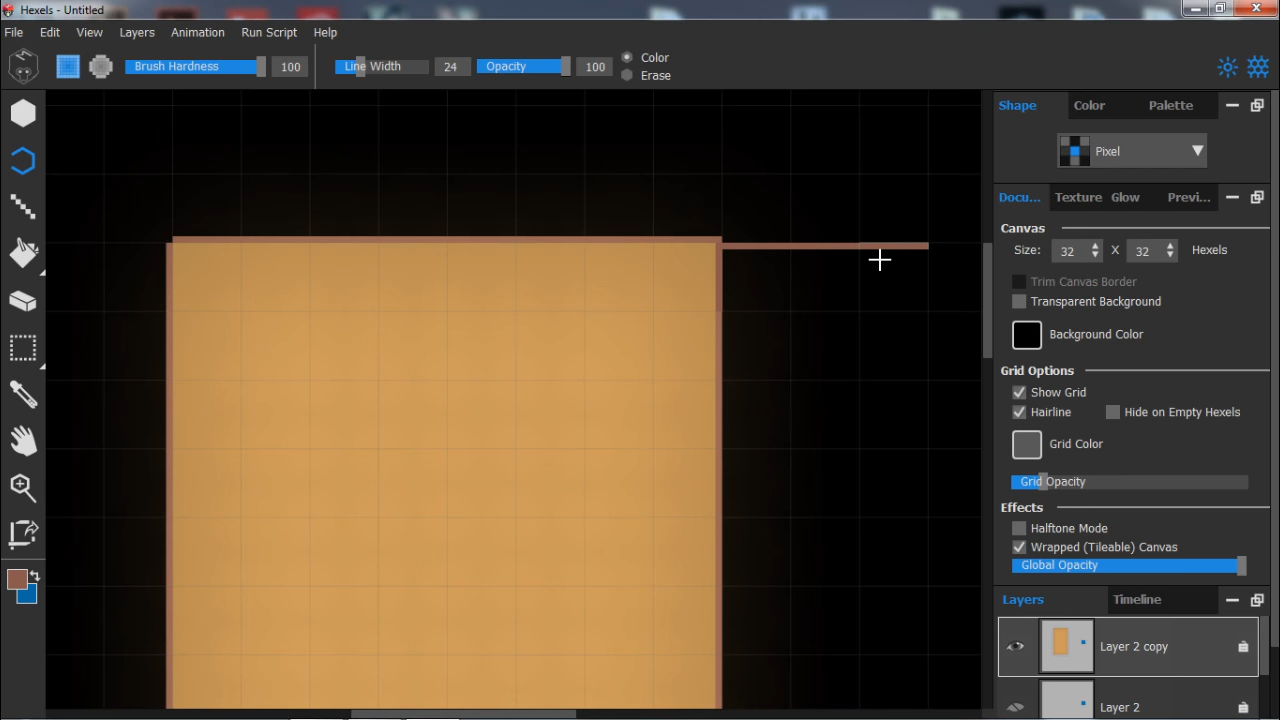 Hexels - Untitled
File Edit View Layers Animation Run Script Help
Brush Hardness 100 Line Width 24 Opacity 100 Color
Erase
Shape Color Palette
Pixel
Docu... Texture Glow Previ...
Canvas
Size: 32 X 32 Hexels
Trim Canvas Border
Transparent Background
Background Color
Grid Options
Show Grid
Hairline Hide on Empty Hexels
Grid Color
Grid Opacity
Effects
Halftone Mode
Wrapped (Tileable) Canvas
Global Opacity
Layers Timeline
Layer 2 copy
Layer 2